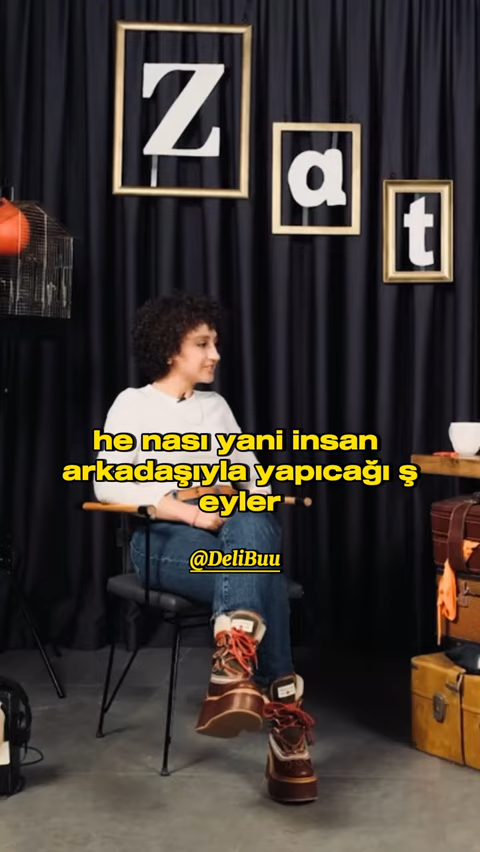 Z
a
t
he nası yani insan
arkadaşıyla yapıcağı ş
eyler
@DeliBuu